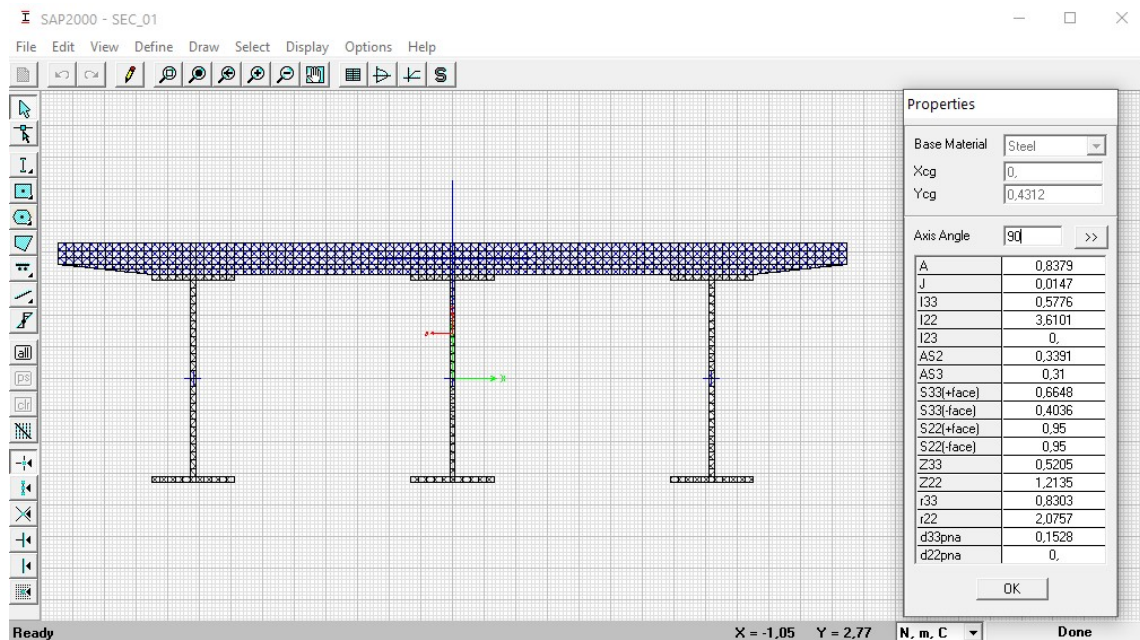 SAP2000 - SEC_01
File Edit View Define Draw Select Display Options Help
Properties
Base Material Steel
Xcg 0,
Ycg 0,4312
Axis Angle 90 >>
A 0,8379
J 0,0147
I33 0,5776
I22 3,6101
I23 0,
AS2 0,3391
AS3 0,31
S33(+face) 0,6648
S33(-face) 0,4036
S22(+face) 0,95
S22(-face) 0,95
Z33 0,5205
Z22 1,2135
r33 0,8303
r22 2,0757
d33pna 0,1528
d22pna 0,
OK
all
ps
clr
S
X
Ready X = -1,05 Y = 2,77 N, m, C Done